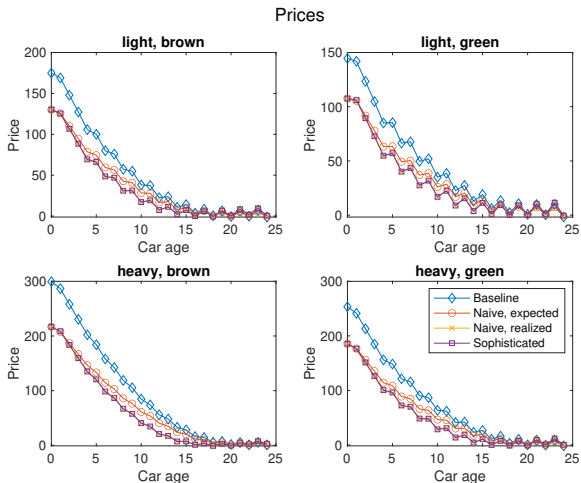 Prices
light, brown
200
150
100
50
0
Price
0 5 10 15 20 25
Car age
light, green
150
100
50
0
Price
0 5 10 15 20 25
Car age
heavy, brown
300
200
100
0
Price
0 5 10 15 20 25
Car age
heavy, green
300
200
100
0
Price
0 5 10 15 20 25
Car age
Baseline
Naive, expected
Naive, realized
Sophisticated